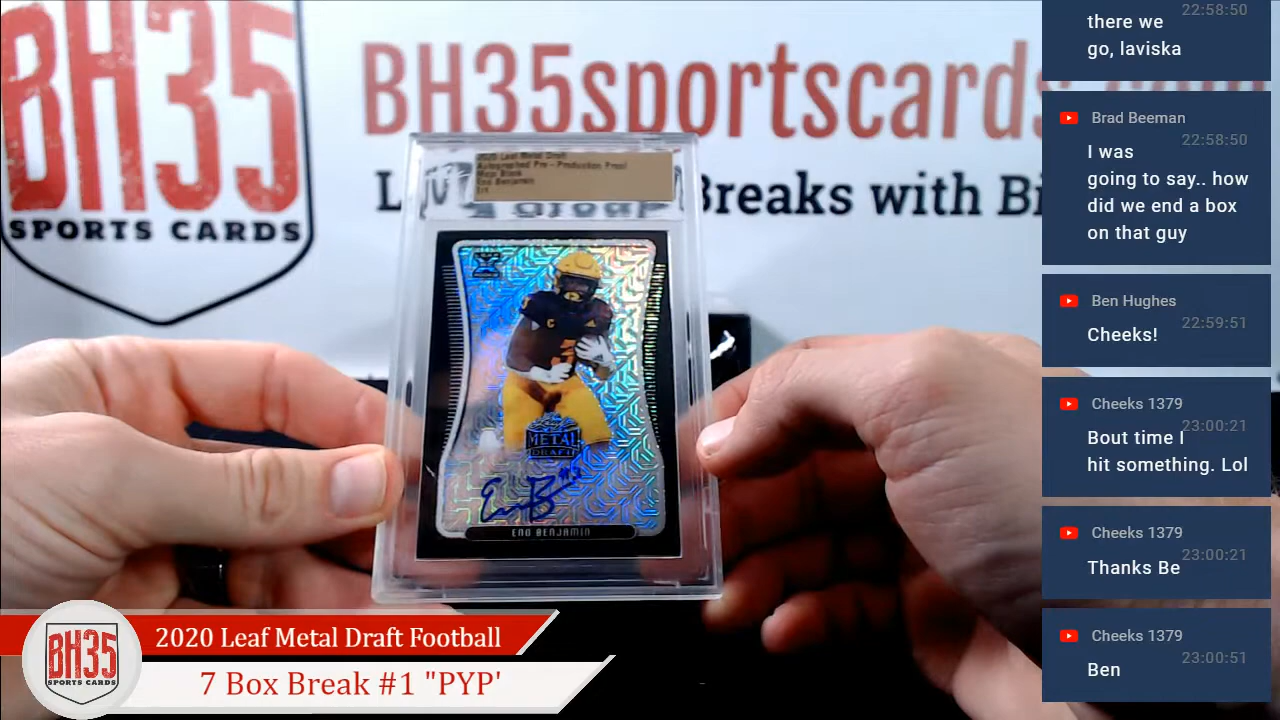 BH35
SPORTS CARDS
BH35sportscards
Breaks with B
2020 Leaf Metal Draft
Autographed Pre-Production Proof
Mojo Black
Eno Benjamin
1/1
METAL
DRAFT
ENO BENJAMIN
2020 Leaf Metal Draft Football
7 Box Break #1 "PYP'
BH35
SPORTS CARDS
22:58:50
there we
go, laviska
Brad Beeman
22:58:50
I was
going to say.. how
did we end a box
on that guy
Ben Hughes
22:59:51
Cheeks!
Cheeks 1379
23:00:21
Bout time I
hit something. Lol
Cheeks 1379
23:00:21
Thanks Be
Cheeks 1379
23:00:51
Ben